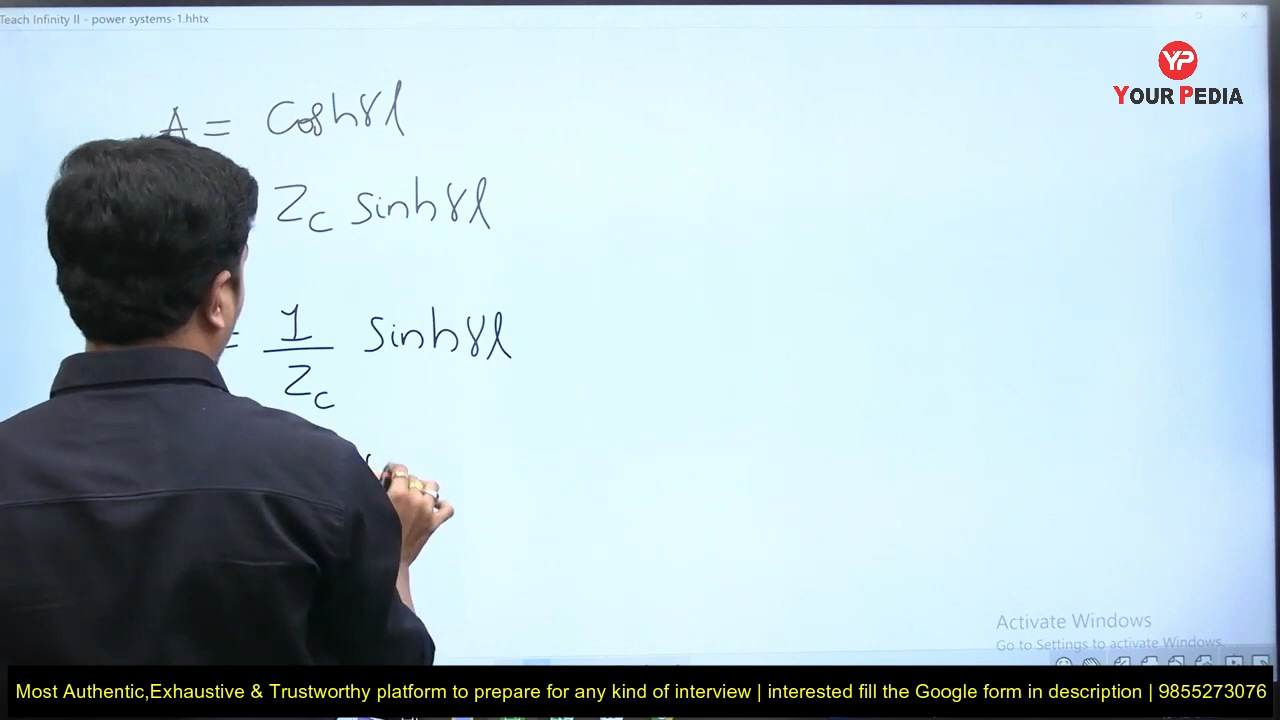 Teach Infinity II - power systems-1.hhtx
YP
YOUR PEDIA
A = coshγl
Zc sinhγl
= 1/Zc sinhγl
Activate Windows
Go to Settings to activate Windows.
Most Authentic,Exhaustive & Trustworthy platform to prepare for any kind of interview | interested fill the Google form in description | 9855273076